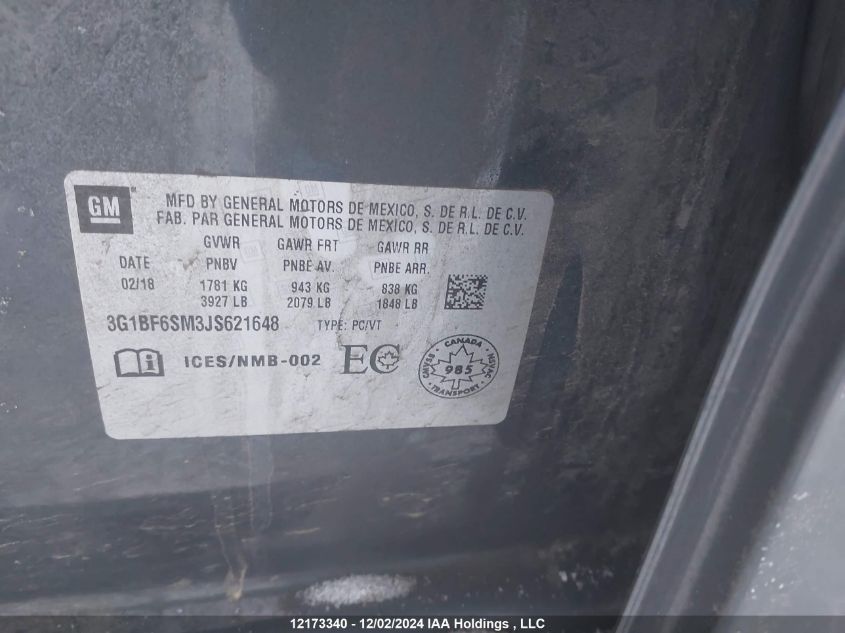 GM
MFD BY GENERAL MOTORS DE MEXICO, S. DE R.L. DE C.V.
FAB. PAR GENERAL MOTORS DE MEXICO, S. DE R.L. DE C.V.
GVWR GAWR FRT GAWR RR
DATE PNBV PNBE AV. PNBE ARR.
02/18 1781 KG 943 KG 838 KG
3927 LB 2079 LB 1848 LB
3G1BF6SM3JS621648 TYPE: PC/VT
i ICES/NMB-002 EC
CANADA
CMVSS 985 NSVAC
TRANSPORT
12173340 - 12/02/2024 IAA Holdings , LLC